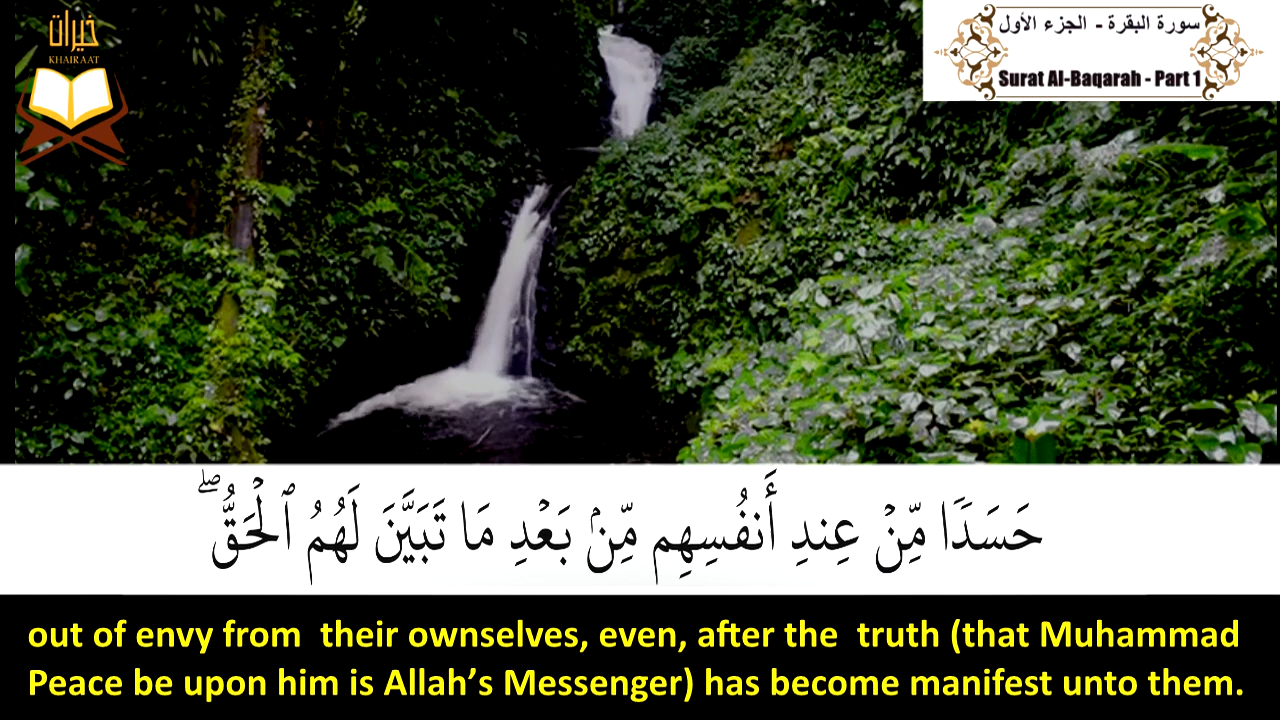 خيرات
KHAIRAAT
سورة البقرة - الجزء الأول
Surat Al-Baqarah - Part 1
حَسَدًا مِّنْ عِندِ أَنفُسِهِم مِّنۢ بَعْدِ مَا تَبَيَّنَ لَهُمُ ٱلْحَقُّ ۖ
out of envy from  their ownselves, even, after the  truth (that Muhammad
Peace be upon him is Allah’s Messenger) has become manifest unto them.